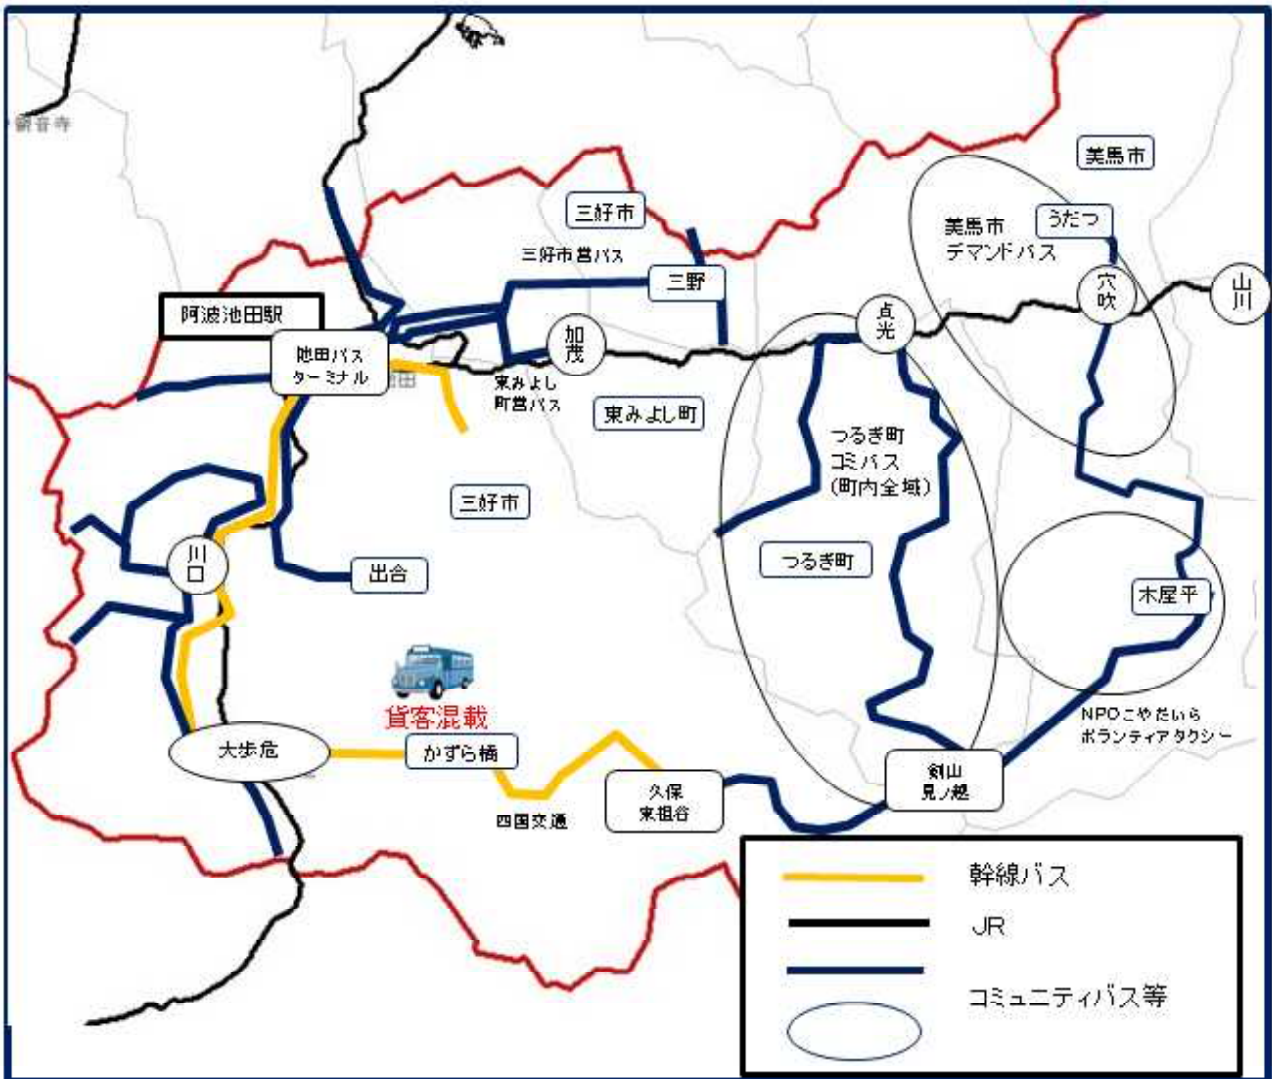 観音寺
美馬市
三好市
うだつ
美馬市
デマンドバス
三好市営バス
三野
穴吹
山川
阿波池田駅
貞光
加茂
池田バス
ターミナル
東みよし
町営バス
東みよし町
つるぎ町
コミバス
(町内全域)
三好市
川口
出合
つるぎ町
木屋平
貨客混載
NPOこやだいら
ボランティアタクシー
大歩危
かずら橋
剣山
見ノ越
久保
東祖谷
四国交通
幹線バス
JR
コミュニティバス等